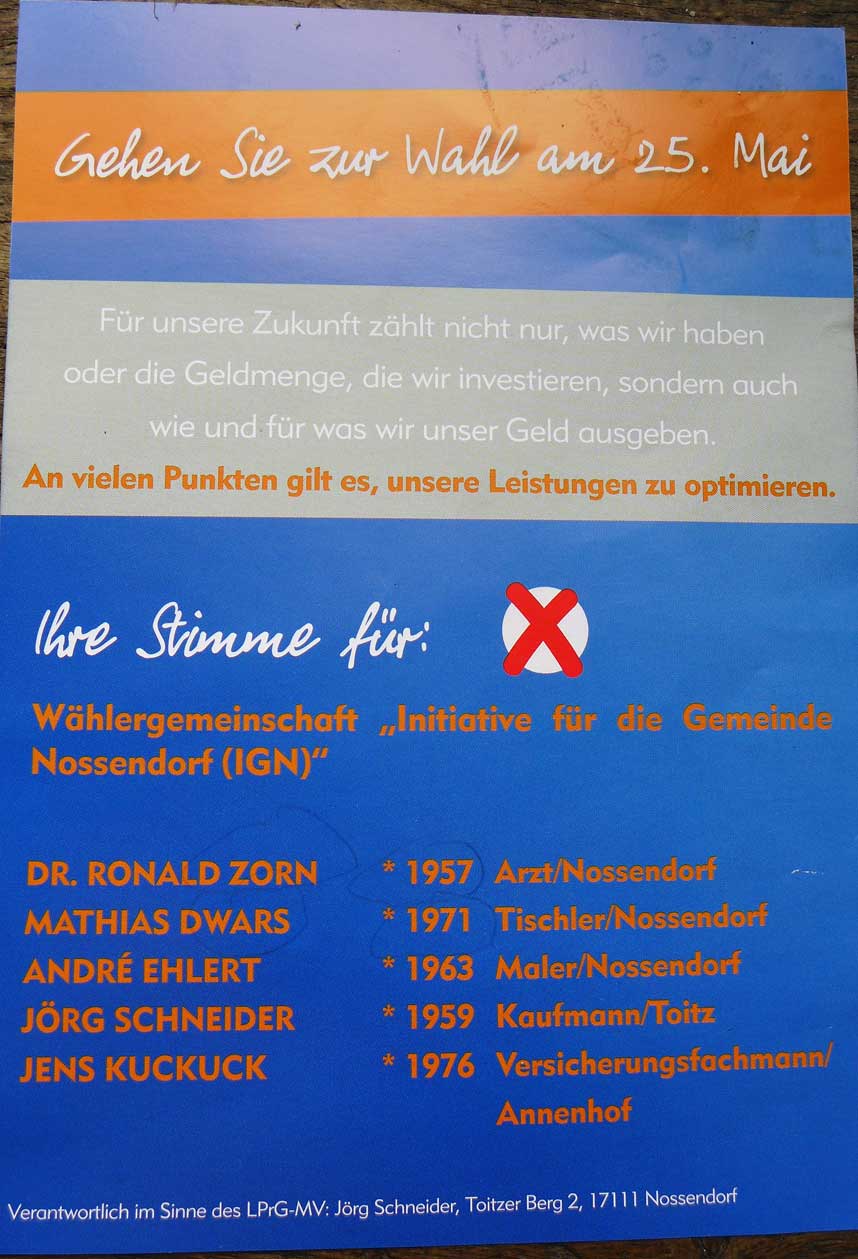 Gehen Sie zur Wahl am 25. Mai
Für unsere Zukunft zählt nicht nur, was wir haben
oder die Geldmenge, die wir investieren, sondern auch
wie und für was wir unser Geld ausgeben.
An vielen Punkten gilt es, unsere Leistungen zu optimieren.
Ihre Stimme für:
Wählergemeinschaft „Initiative für die Gemeinde
Nossendorf (IGN)“
DR. RONALD ZORN * 1957 Arzt/Nossendorf
MATHIAS DWARS * 1971 Tischler/Nossendorf
ANDRÉ EHLERT * 1963 Maler/Nossendorf
JÖRG SCHNEIDER * 1959 Kaufmann/Toitz
JENS KUCKUCK * 1976 Versicherungsfachmann/
Annenhof
Verantwortlich im Sinne des LPrG-MV: Jörg Schneider, Toitzer Berg 2, 17111 Nossendorf